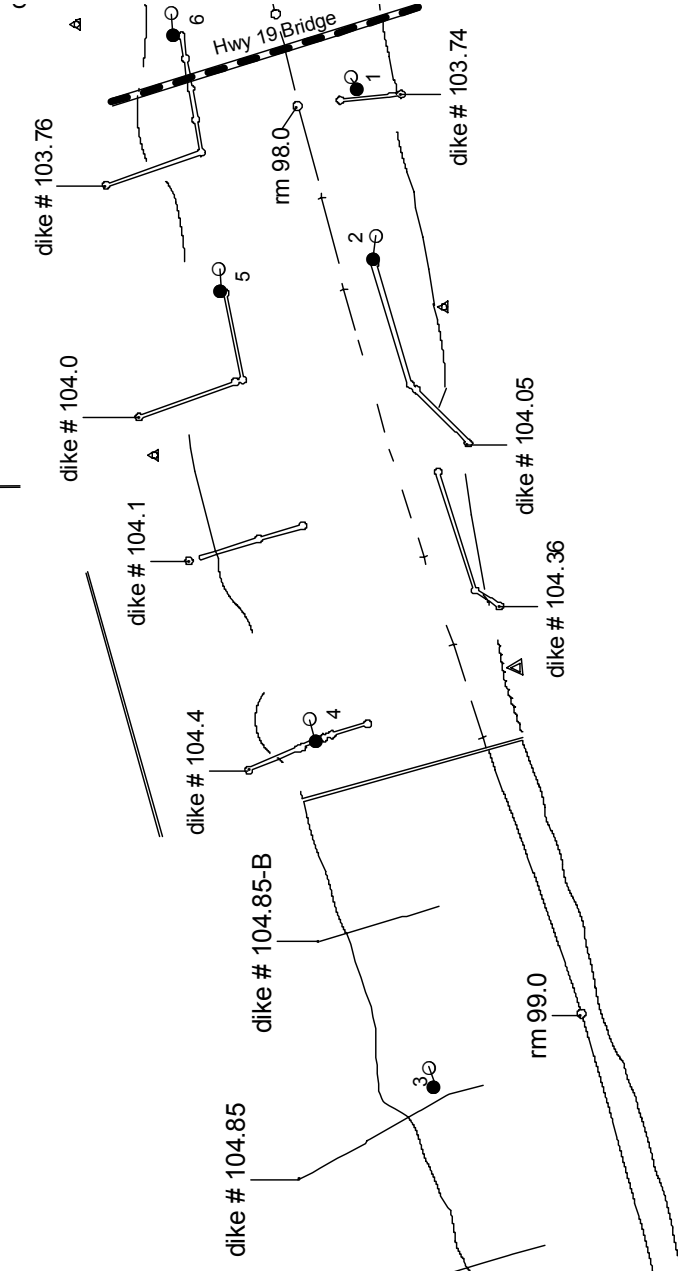 6
Hwy 19 Bridge
1
dike # 103.74
dike # 103.76
rm 98.0
2
5
dike # 104.0
dike # 104.05
dike # 104.1
dike # 104.36
4
dike # 104.4
dike # 104.85-B
rm 99.0
3
dike # 104.85